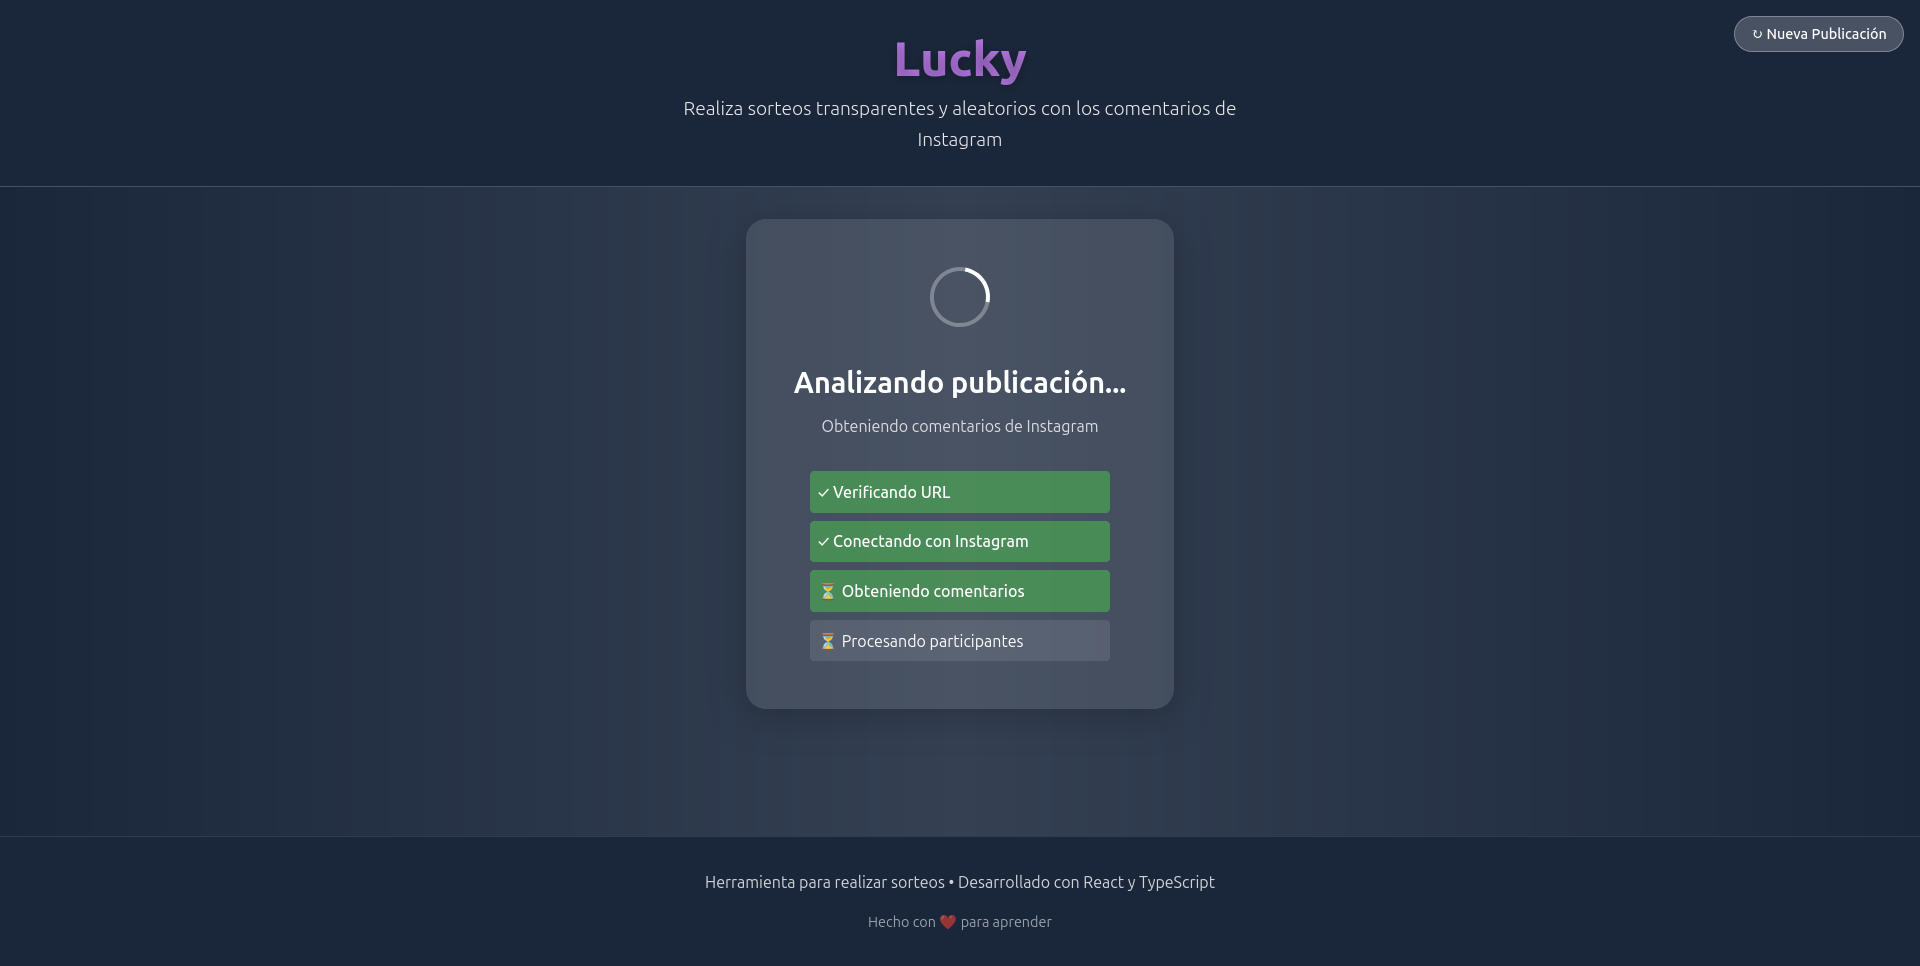 ↻ Nueva Publicación
Lucky
Realiza sorteos transparentes y aleatorios con los comentarios de
Instagram
Analizando publicación...
Obteniendo comentarios de Instagram
✓ Verificando URL
✓ Conectando con Instagram
⏳ Obteniendo comentarios
⏳ Procesando participantes
Herramienta para realizar sorteos • Desarrollado con React y TypeScript
Hecho con ❤️ para aprender